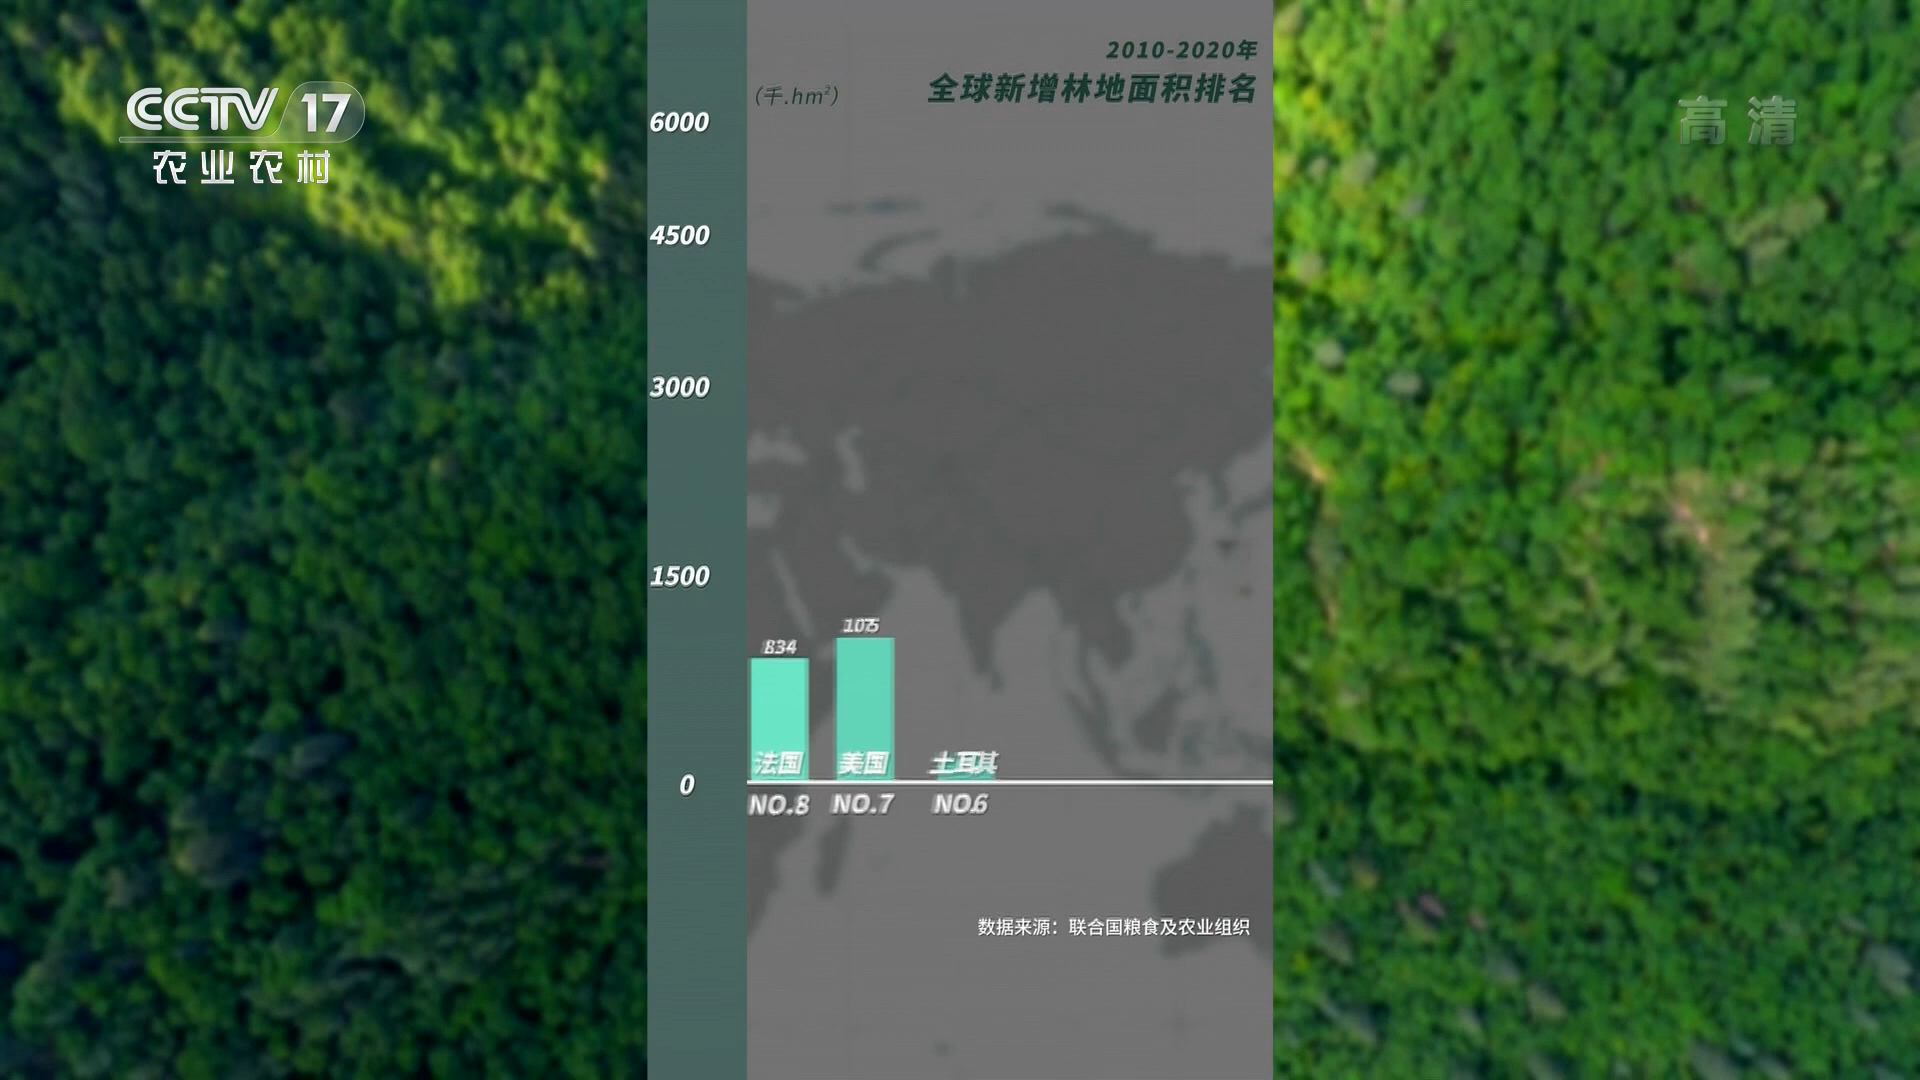 CCTV 17
农业农村
高清
2010-2020年
全球新增林地面积排名
(千.hm²)
6000
4500
3000
1500
0
834
法国
美国
土耳其
NO.8
NO.7
NO.6
数据来源：联合国粮食及农业组织